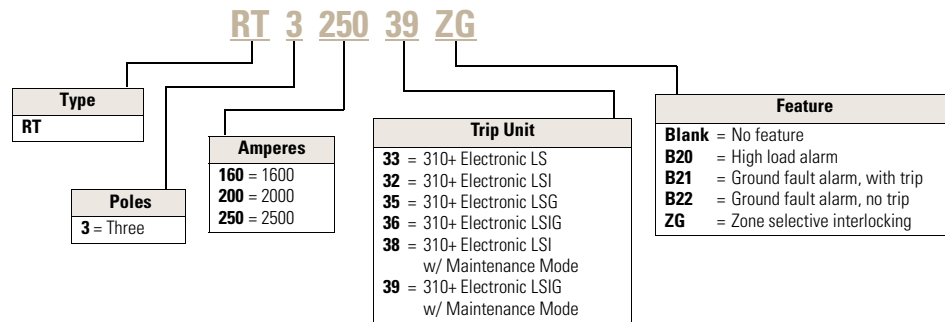 RT 3 250 39 ZG
Type
RT
Poles
3 = Three
Amperes
160 = 1600
200 = 2000
250 = 2500
Trip Unit
33 = 310+ Electronic LS
32 = 310+ Electronic LSI
35 = 310+ Electronic LSG
36 = 310+ Electronic LSIG
38 = 310+ Electronic LSI
w/ Maintenance Mode
39 = 310+ Electronic LSIG
w/ Maintenance Mode
Feature
Blank = No feature
B20 = High load alarm
B21 = Ground fault alarm, with trip
B22 = Ground fault alarm, no trip
ZG = Zone selective interlocking